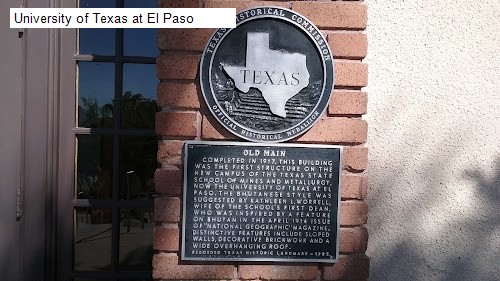 University of Texas at El Paso
TEXAS HISTORICAL COMMISSION
TEXAS
OFFICIAL HISTORICAL MEDALLION
OLD MAIN
COMPLETED IN 1917, THIS BUILDING
WAS THE FIRST STRUCTURE ON THE
NEW CAMPUS OF THE TEXAS STATE
SCHOOL OF MINES AND METALLURGY,
NOW THE UNIVERSITY OF TEXAS AT EL
PASO. THE BHUTANESE STYLE WAS
SUGGESTED BY KATHLEEN L. WORRELL,
WIFE OF THE SCHOOL'S FIRST DEAN,
WHO WAS INSPIRED BY A FEATURE
ON BHUTAN IN THE APRIL 1914 ISSUE
OF "NATIONAL GEOGRAPHIC" MAGAZINE.
DISTINCTIVE FEATURES INCLUDE SLOPED
WALLS, DECORATIVE BRICKWORK AND A
WIDE OVERHANGING ROOF.
RECORDED TEXAS HISTORIC LANDMARK –